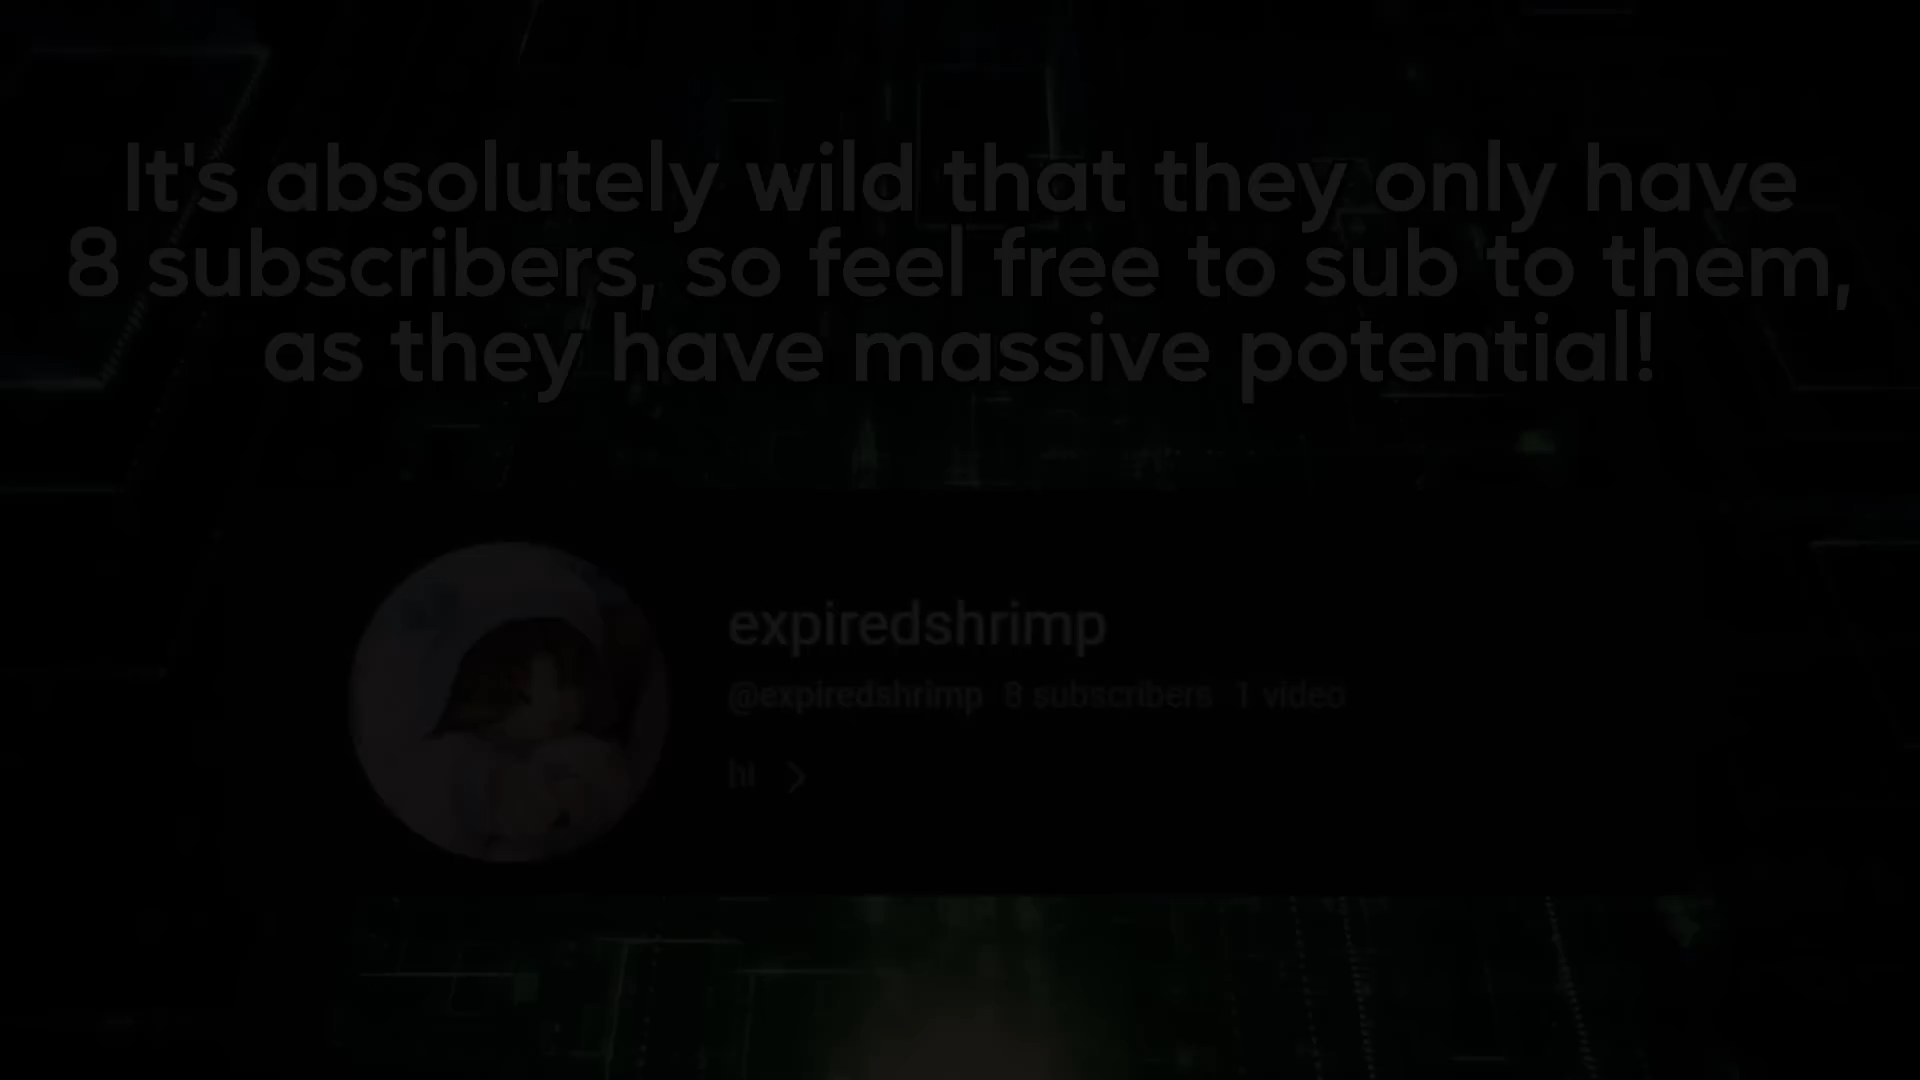 It's absolutely wild that they only have
8 subscribers, so feel free to sub to them,
as they have massive potential!
expiredshrimp
@expiredshrimp 8 subscribers 1 video
hi >